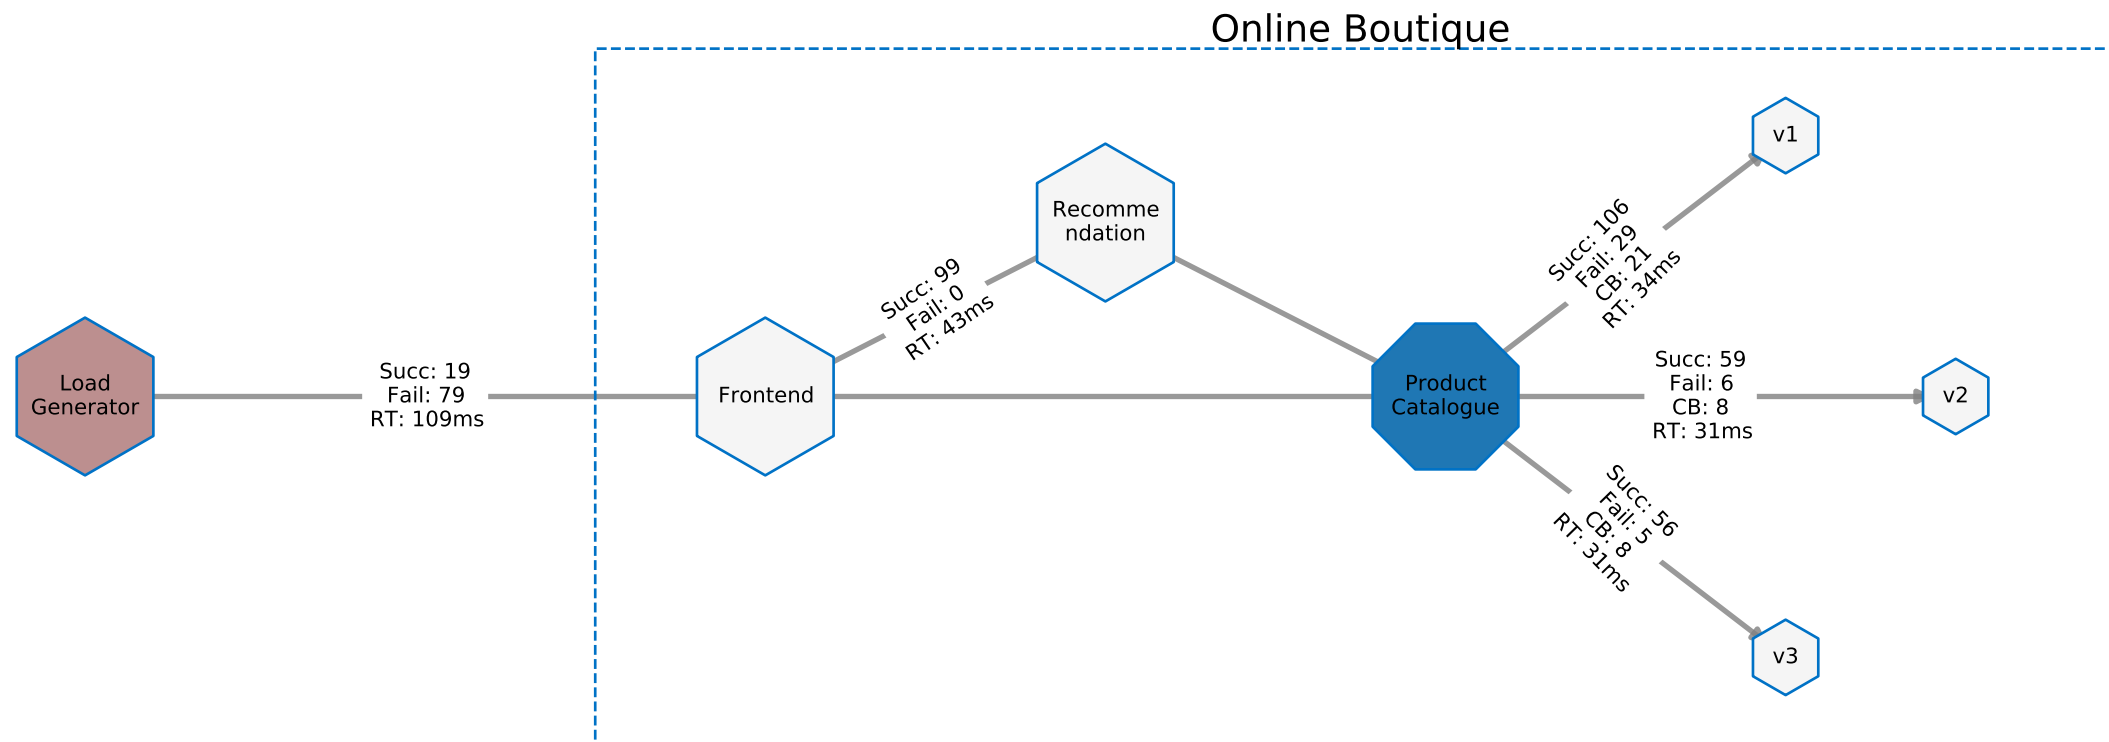 Online Boutique
Load
Generator
Succ: 19
Fail: 79
RT: 109ms
Frontend
Succ: 99
Fail: 0
RT: 43ms
Recomme
ndation
Product
Catalogue
Succ: 106
Fail: 29
CB: 21
RT: 34ms
v1
Succ: 59
Fail: 6
CB: 8
RT: 31ms
v2
Succ: 56
Fail: 5
CB: 8
RT: 31ms
v3